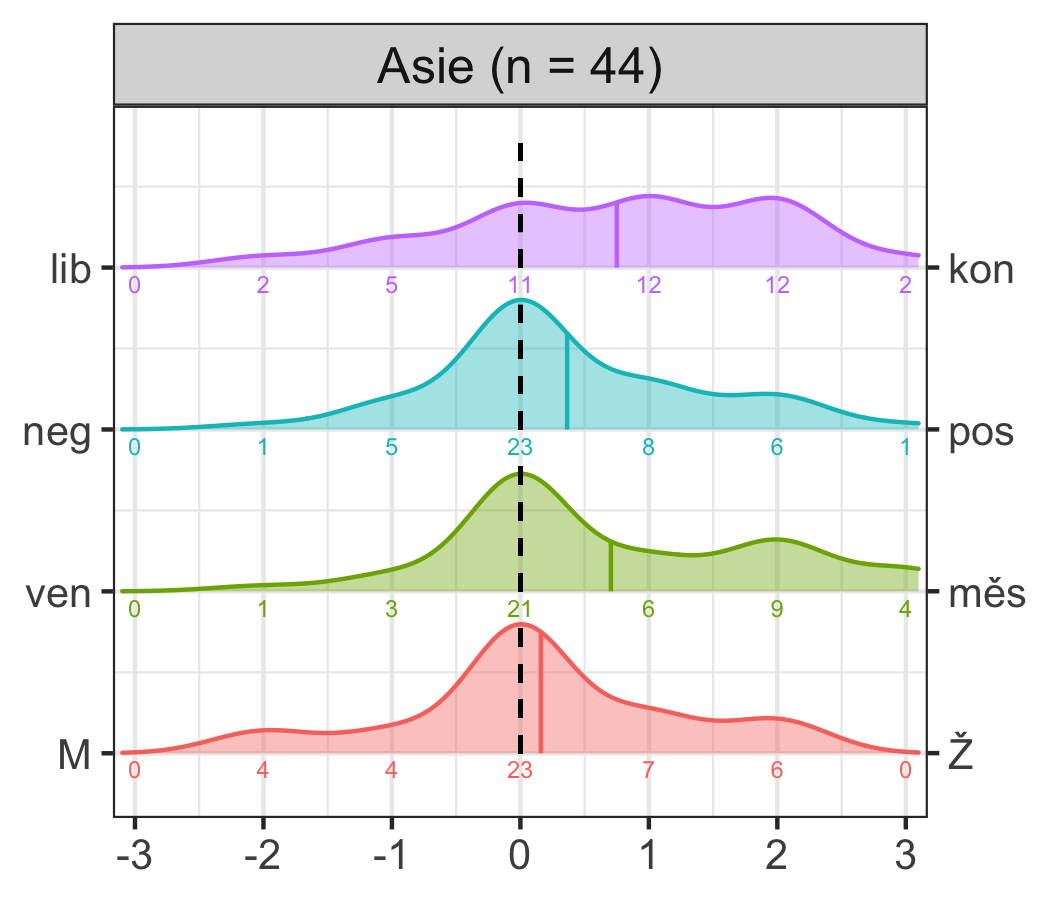 Asie (n = 44)
lib kon
0 2 5 11 12 12 2
neg pos
0 1 5 23 8 6 1
ven měs
0 1 3 21 6 9 4
M Ž
0 4 4 23 7 6 0
-3 -2 -1 0 1 2 3